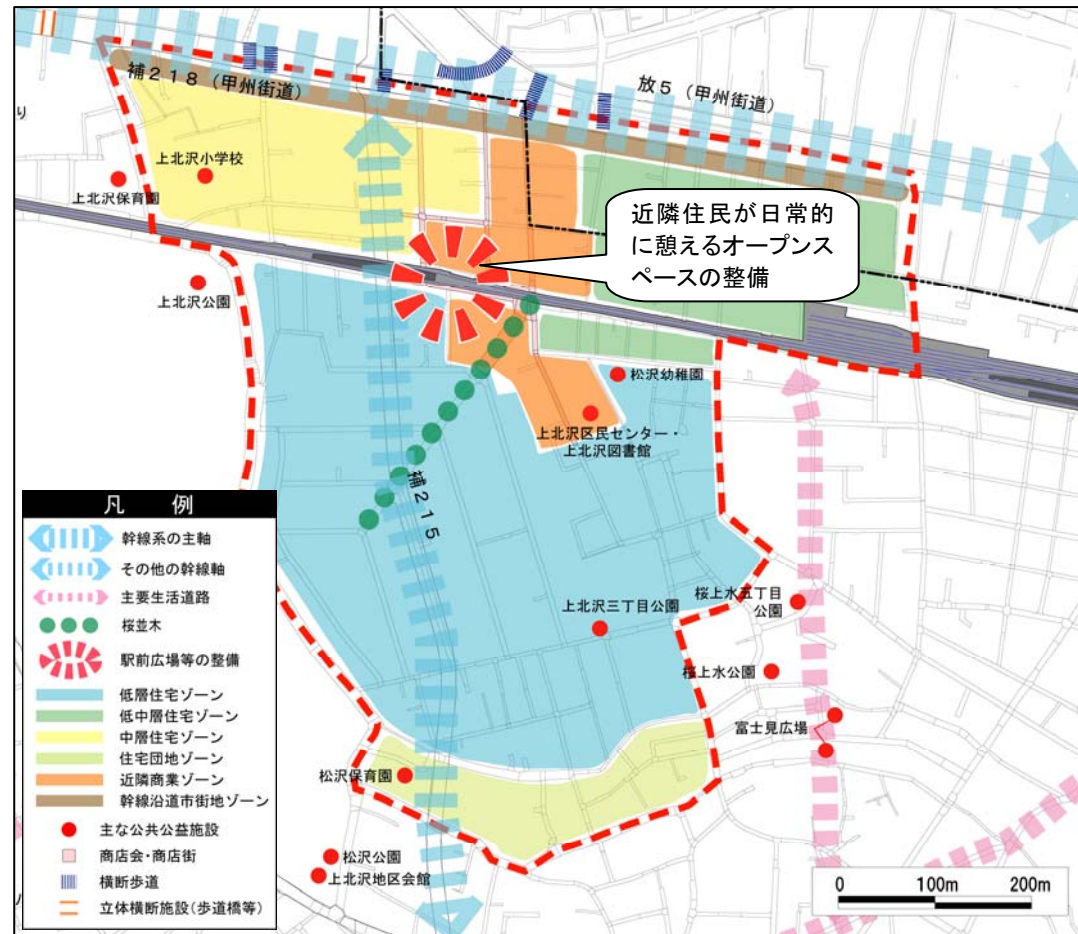 補218（甲州街道）
放5（甲州街道）
上北沢小学校
上北沢保育園
近隣住民が日常的
に憩えるオープンス
ペースの整備
上北沢公園
松沢幼稚園
上北沢区民センター・
上北沢図書館
補215
上北沢三丁目公園
桜上水五丁目
公園
桜上水公園
富士見広場
松沢保育園
松沢公園
上北沢地区会館
凡 例
幹線系の主軸
その他の幹線軸
主要生活道路
桜並木
駅前広場等の整備
低層住宅ゾーン
低中層住宅ゾーン
中層住宅ゾーン
住宅団地ゾーン
近隣商業ゾーン
幹線沿道市街地ゾーン
主な公共公益施設
商店会・商店街
横断歩道
立体横断施設（歩道橋等）
0 100m 200m